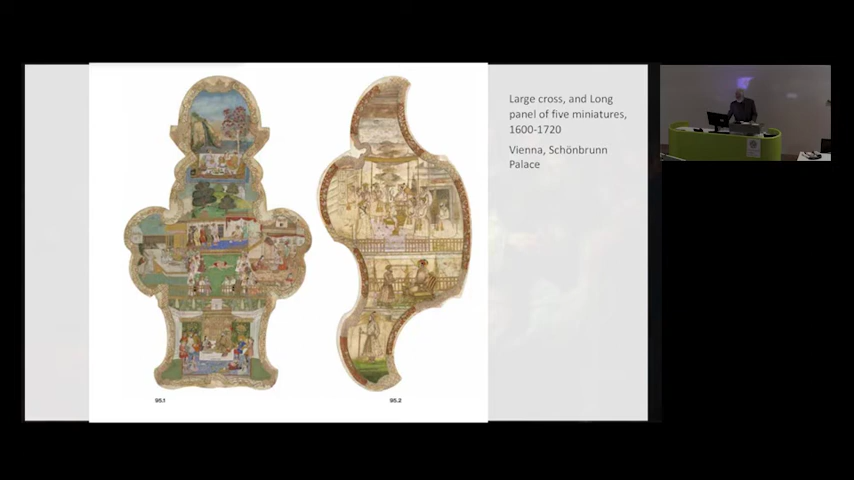 Large cross, and Long
panel of five miniatures,
1600-1720
Vienna, Schönbrunn
Palace
95.1
95.2